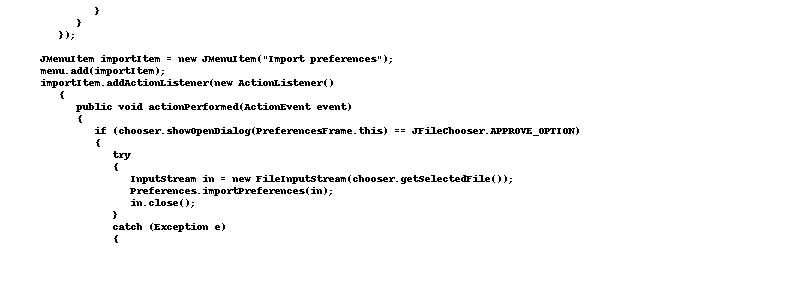 }
}
});
JMenuItem importItem = new JMenuItem("Import preferences");
menu.add(importItem);
importItem.addActionListener(new ActionListener()
{
public void actionPerformed(ActionEvent event)
{
if (chooser.showOpenDialog(PreferencesFrame.this) == JFileChooser.APPROVE_OPTION)
{
try
{
InputStream in = new FileInputStream(chooser.getSelectedFile());
Preferences.importPreferences(in);
in.close();
}
catch (Exception e)
{